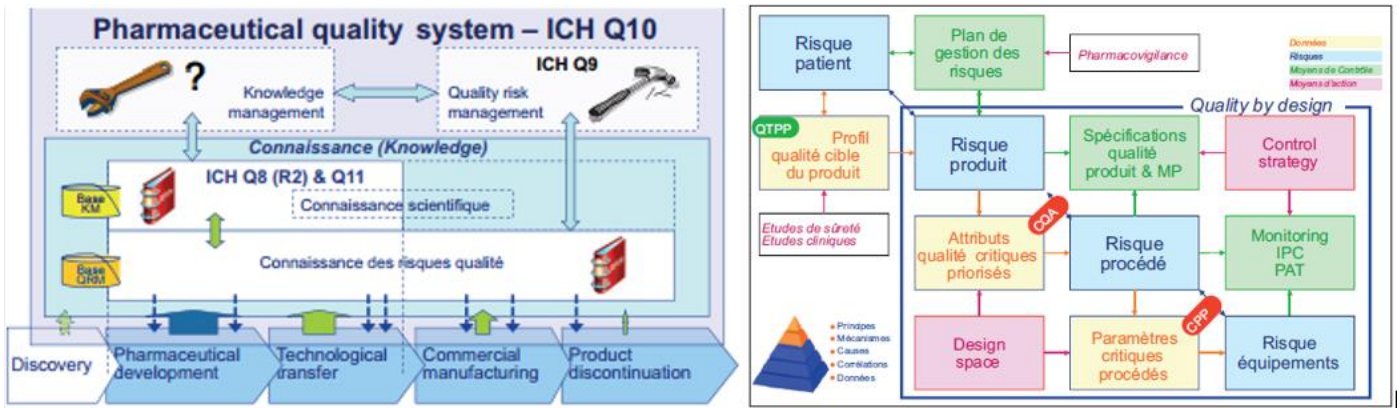 Pharmaceutical quality system – ICH Q10
?
ICH Q9
Knowledge
management
Quality risk
management
Connaissance (Knowledge)
ICH Q8 (R2) & Q11
Base
KM
Connaissance scientifique
Base
QRM
Connaissance des risques qualité
Discovery
Pharmaceutical
development
Technological
transfer
Commercial
manufacturing
Product
discontinuation
Risque
patient
Plan de
gestion des
risques
Pharmacovigilance
Données
Risques
Moyens de Contrôle
Moyens d'action
Quality by design
QTPP
Profil
qualité cible
du produit
Risque
produit
Spécifications
qualité
produit & MP
Control
strategy
Etudes de sûreté
Etudes cliniques
CQA
Attributs
qualité critiques
priorisés
Risque
procédé
Monitoring
IPC
PAT
CPP
Principes
Mécanismes
Causes
Corrélations
Données
Design
space
Paramètres
critiques
procédés
Risque
équipements